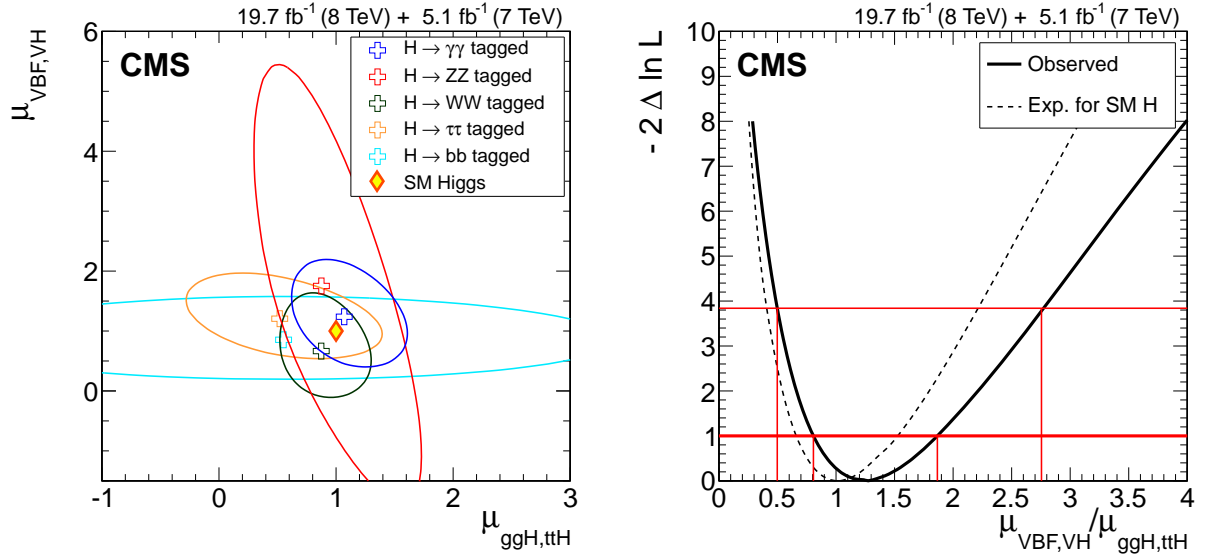 19.7 fb⁻¹ (8 TeV) + 5.1 fb⁻¹ (7 TeV)
CMS
H → γγ tagged
H → ZZ tagged
H → WW tagged
H → ττ tagged
H → bb tagged
SM Higgs
μVBF,VH
6
4
2
0
-1 0 1 2 3
μggH,ttH
19.7 fb⁻¹ (8 TeV) + 5.1 fb⁻¹ (7 TeV)
CMS
Observed
Exp. for SM H
- 2 Δ ln L
10
9
8
7
6
5
4
3
2
1
0
0 0.5 1 1.5 2 2.5 3 3.5 4
μVBF,VH/μggH,ttH